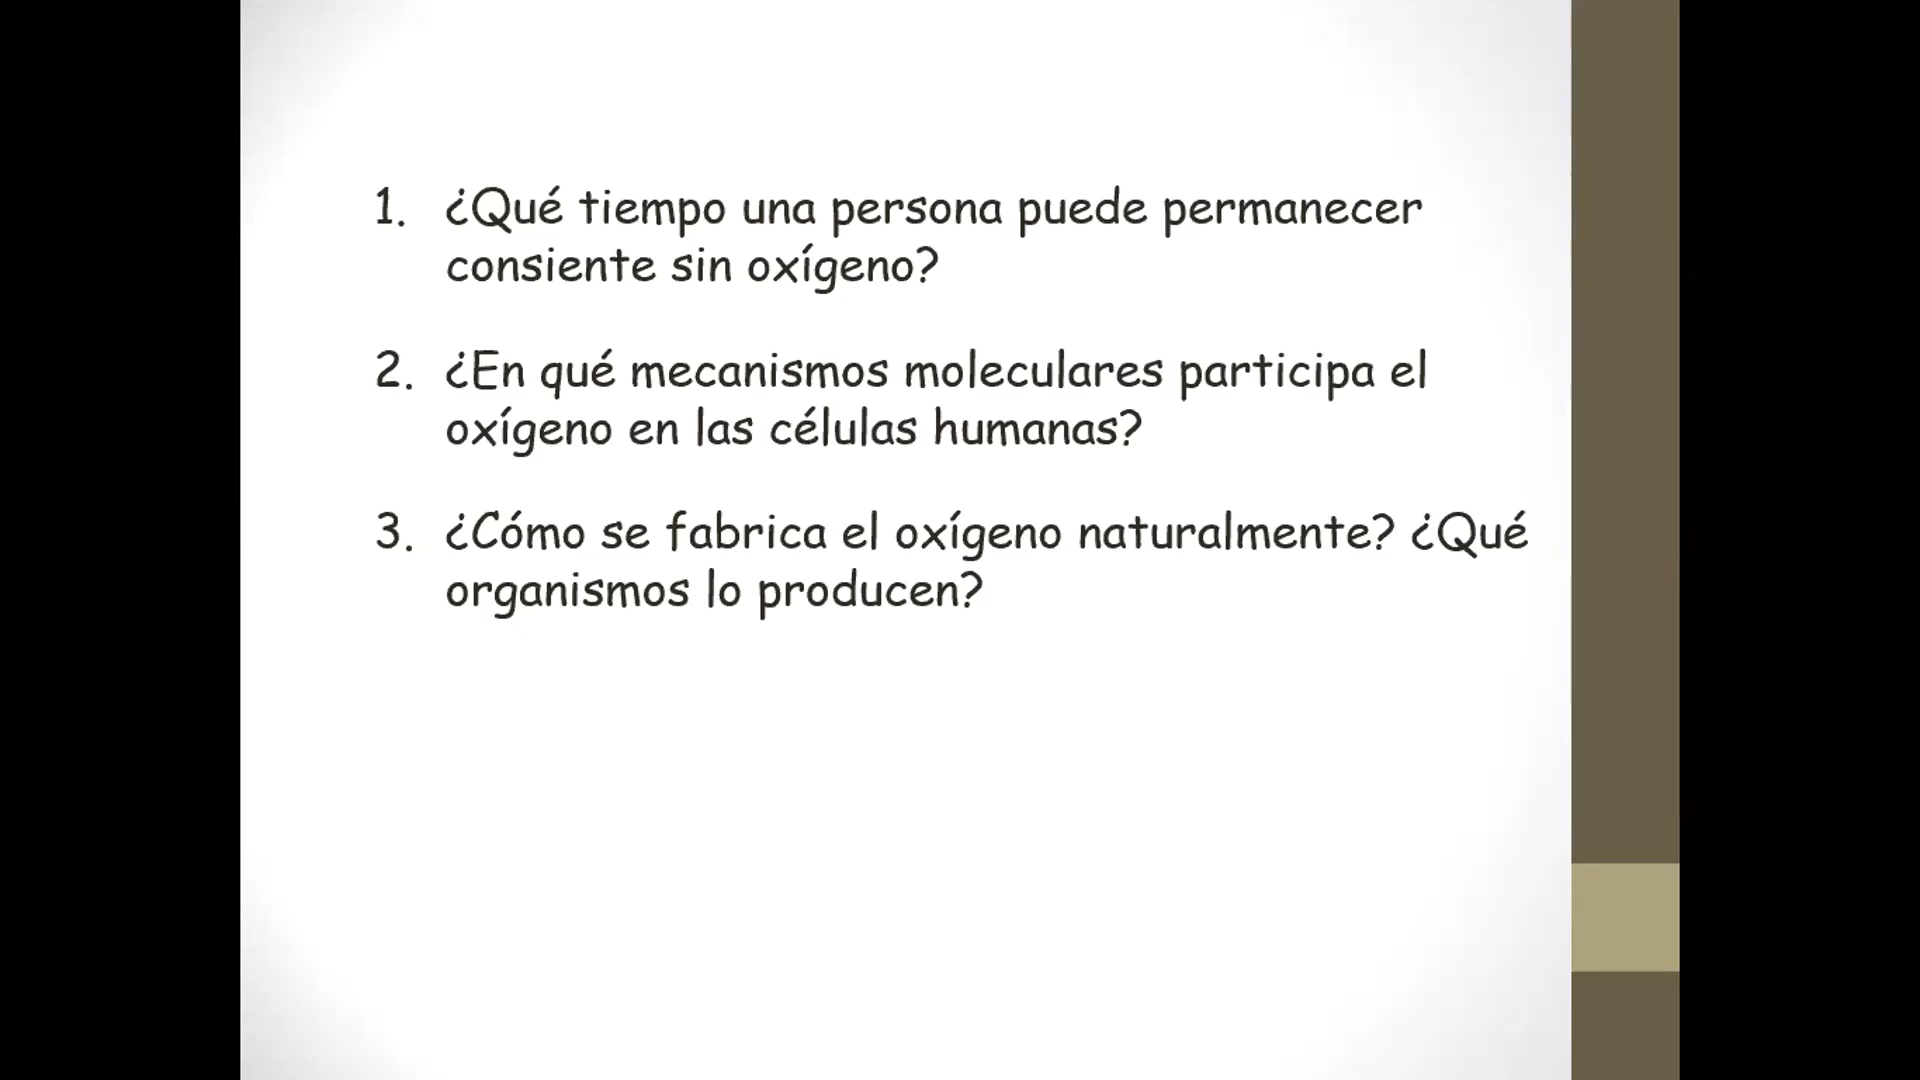 1. ¿Qué tiempo una persona puede permanecer
consiente sin oxígeno?
2. ¿En qué mecanismos moleculares participa el
oxígeno en las células humanas?
3. ¿Cómo se fabrica el oxígeno naturalmente? ¿Qué
organismos lo producen?